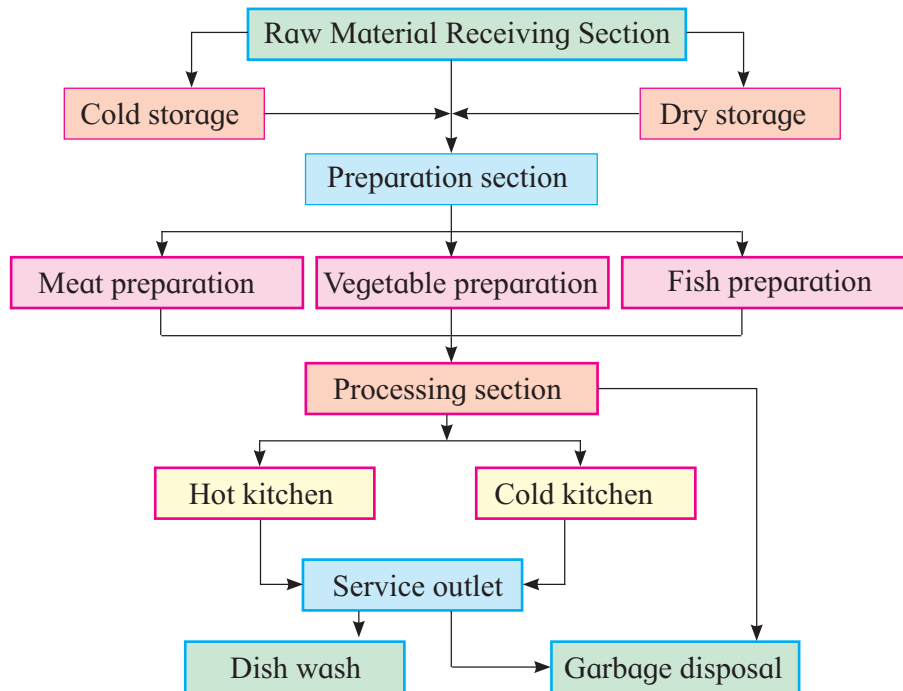 Raw Material Receiving Section
Cold storage
Dry storage
Preparation section
Meat preparation
Vegetable preparation
Fish preparation
Processing section
Hot kitchen
Cold kitchen
Service outlet
Dish wash
Garbage disposal